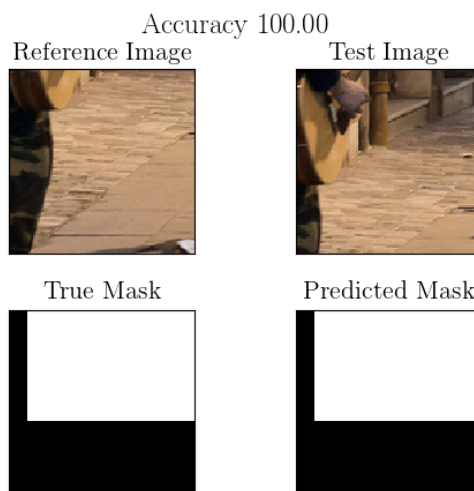 Accuracy 100.00
Reference Image
Test Image
True Mask
Predicted Mask